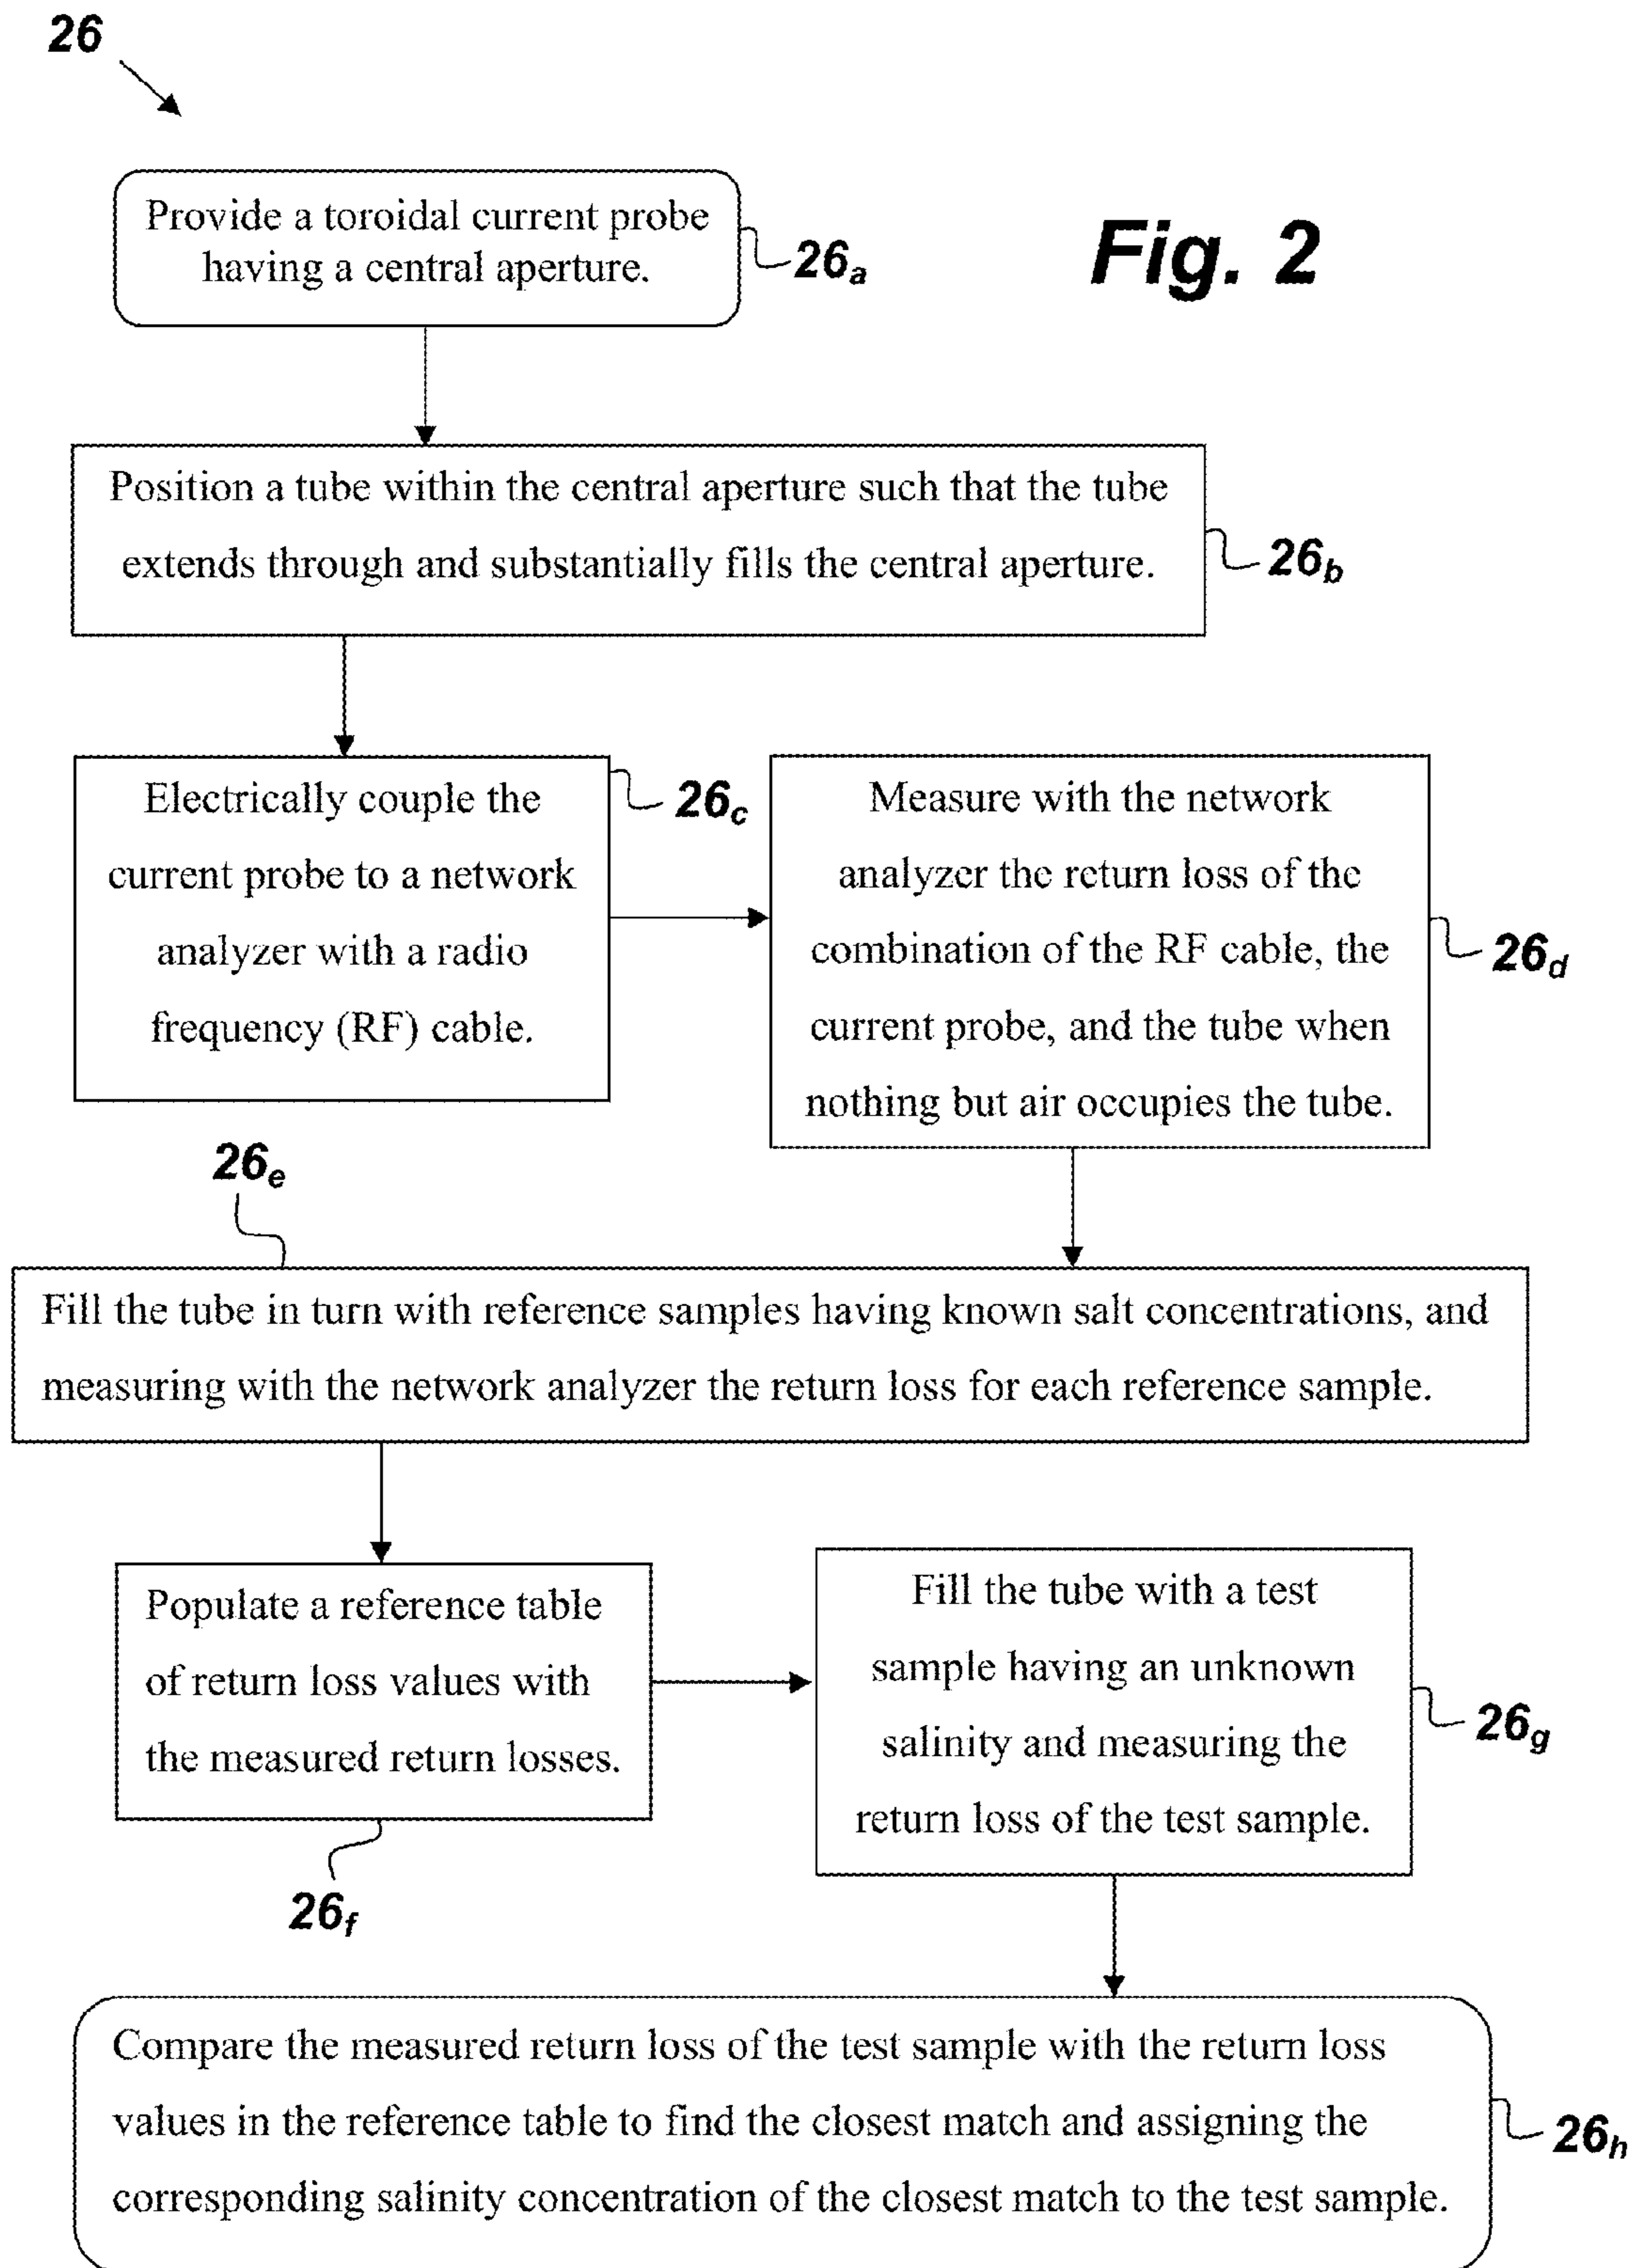 26
Provide a toroidal current probe
having a central aperture.
26a
Fig. 2
Position a tube within the central aperture such that the tube
extends through and substantially fills the central aperture.
26b
Electrically couple the
current probe to a network
analyzer with a radio
frequency (RF) cable.
26c
Measure with the network
analyzer the return loss of the
combination of the RF cable, the
current probe, and the tube when
nothing but air occupies the tube.
26d
26e
Fill the tube in turn with reference samples having known salt concentrations, and
measuring with the network analyzer the return loss for each reference sample.
Populate a reference table
of return loss values with
the measured return losses.
26f
Fill the tube with a test
sample having an unknown
salinity and measuring the
return loss of the test sample.
26g
Compare the measured return loss of the test sample with the return loss
values in the reference table to find the closest match and assigning the
corresponding salinity concentration of the closest match to the test sample.
26h